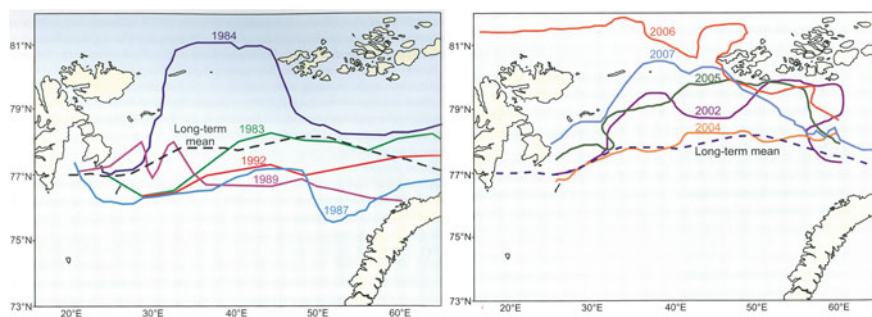 81°N
79°N
77°N
75°N
73°N
20°E
30°E
40°E
50°E
60°E
1984
Long-term
mean
1983
1992
1989
1987
81°N
79°N
77°N
75°N
73°N
20°E
30°E
40°E
50°E
60°E
2006
2007
2005
2002
2004
Long-term mean